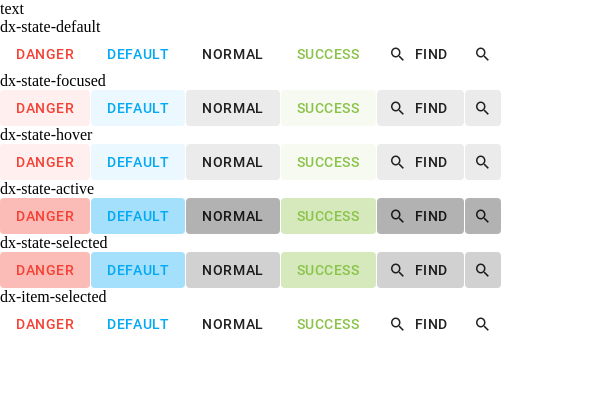 text
dx-state-default
DANGER DEFAULT NORMAL SUCCESS FIND
dx-state-focused
DANGER DEFAULT NORMAL SUCCESS FIND
dx-state-hover
DANGER DEFAULT NORMAL SUCCESS FIND
dx-state-active
DANGER DEFAULT NORMAL SUCCESS FIND
dx-state-selected
DANGER DEFAULT NORMAL SUCCESS FIND
dx-item-selected
DANGER DEFAULT NORMAL SUCCESS FIND